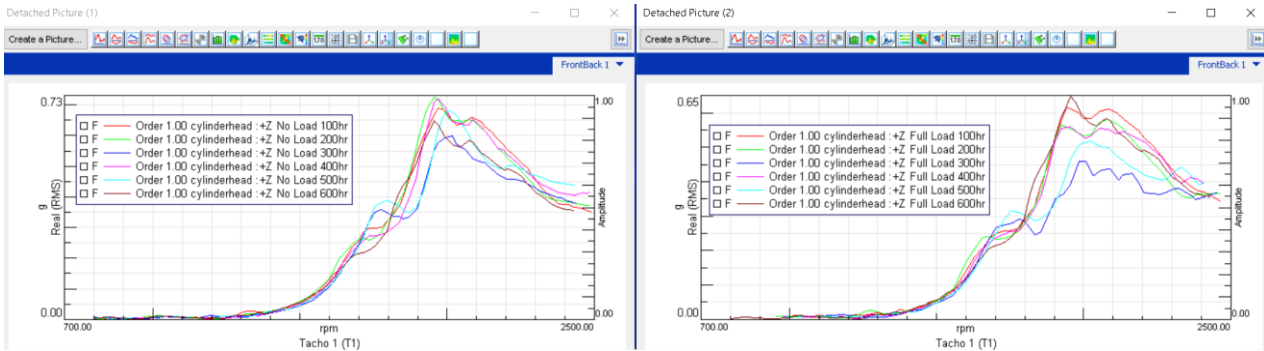 Detached Picture (1)
Create a Picture...
FrontBack 1
0.73
1.00
F Order 1.00 cylinderhead :+Z No Load 100hr
F Order 1.00 cylinderhead :+Z No Load 200hr
F Order 1.00 cylinderhead :+Z No Load 300hr
F Order 1.00 cylinderhead :+Z No Load 400hr
F Order 1.00 cylinderhead :+Z No Load 500hr
F Order 1.00 cylinderhead :+Z No Load 600hr
g
Real (RMS)
Amplitude
0.00
0.00
700.00
rpm
2500.00
Tacho 1 (T1)
Detached Picture (2)
Create a Picture...
FrontBack 1
0.65
1.00
F Order 1.00 cylinderhead :+Z Full Load 100hr
F Order 1.00 cylinderhead :+Z Full Load 200hr
F Order 1.00 cylinderhead :+Z Full Load 300hr
F Order 1.00 cylinderhead :+Z Full Load 400hr
F Order 1.00 cylinderhead :+Z Full Load 500hr
F Order 1.00 cylinderhead :+Z Full Load 600hr
g
Real (RMS)
Amplitude
0.00
0.00
700.00
rpm
2500.00
Tacho 1 (T1)